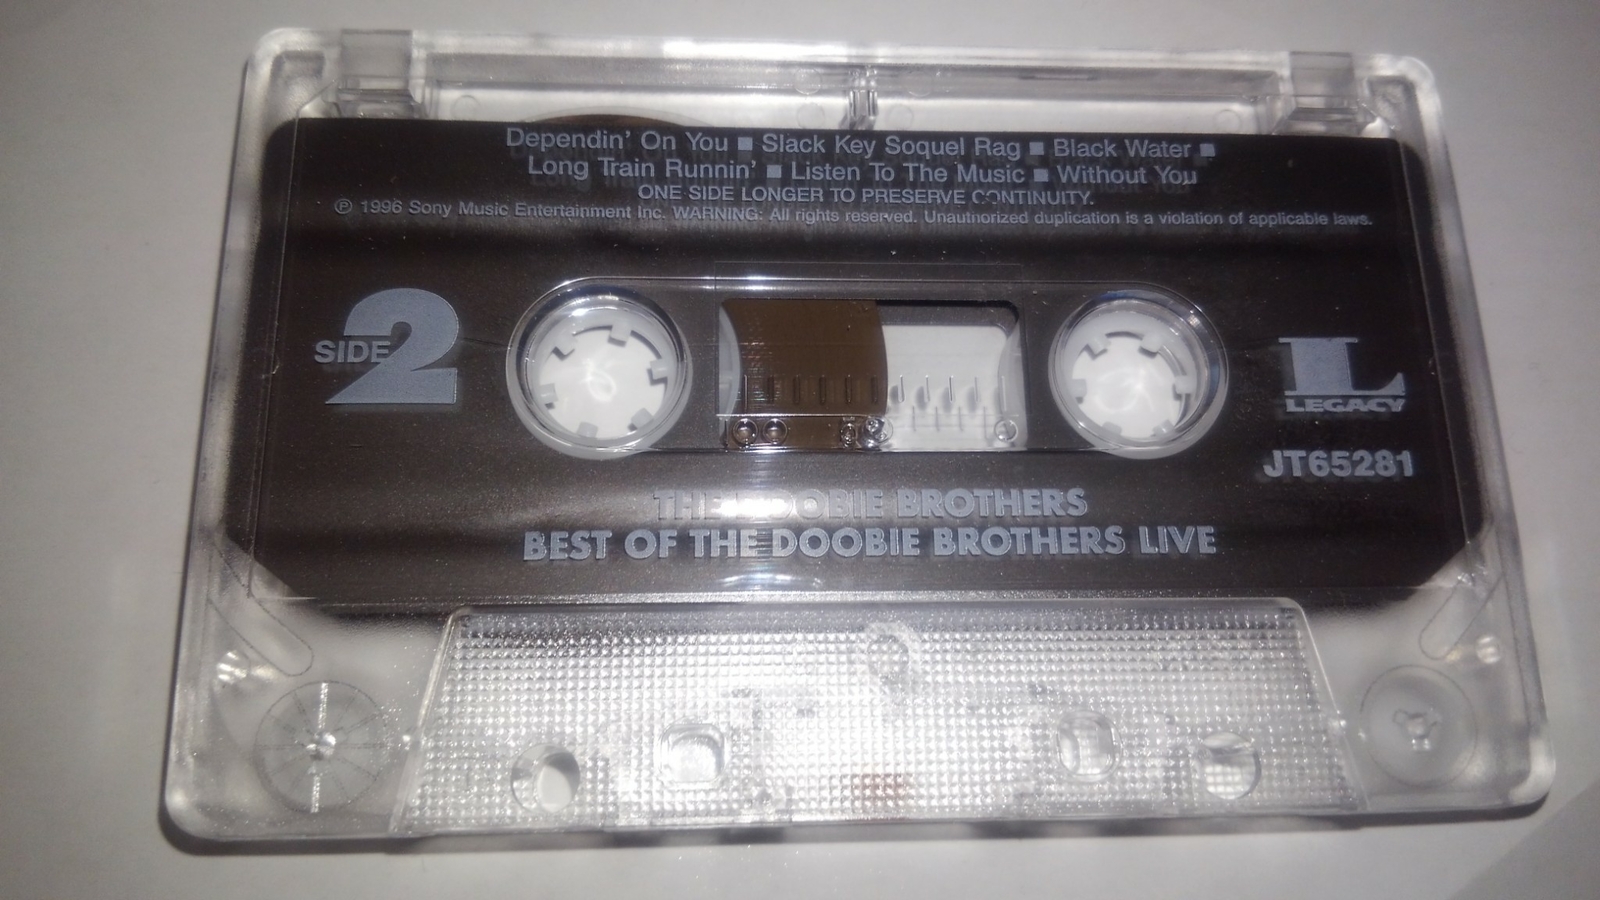 Dependin' On You ■ Slack Key Soquel Rag ■ Black Water ■
Long Train Runnin' ■ Listen To The Music ■ Without You
ONE SIDE LONGER TO PRESERVE CONTINUITY.
℗ 1996 Sony Music Entertainment Inc. WARNING: All rights reserved. Unauthorized duplication is a violation of applicable laws.
SIDE 2
L
LEGACY
JT65281
THE DOOBIE BROTHERS
BEST OF THE DOOBIE BROTHERS LIVE